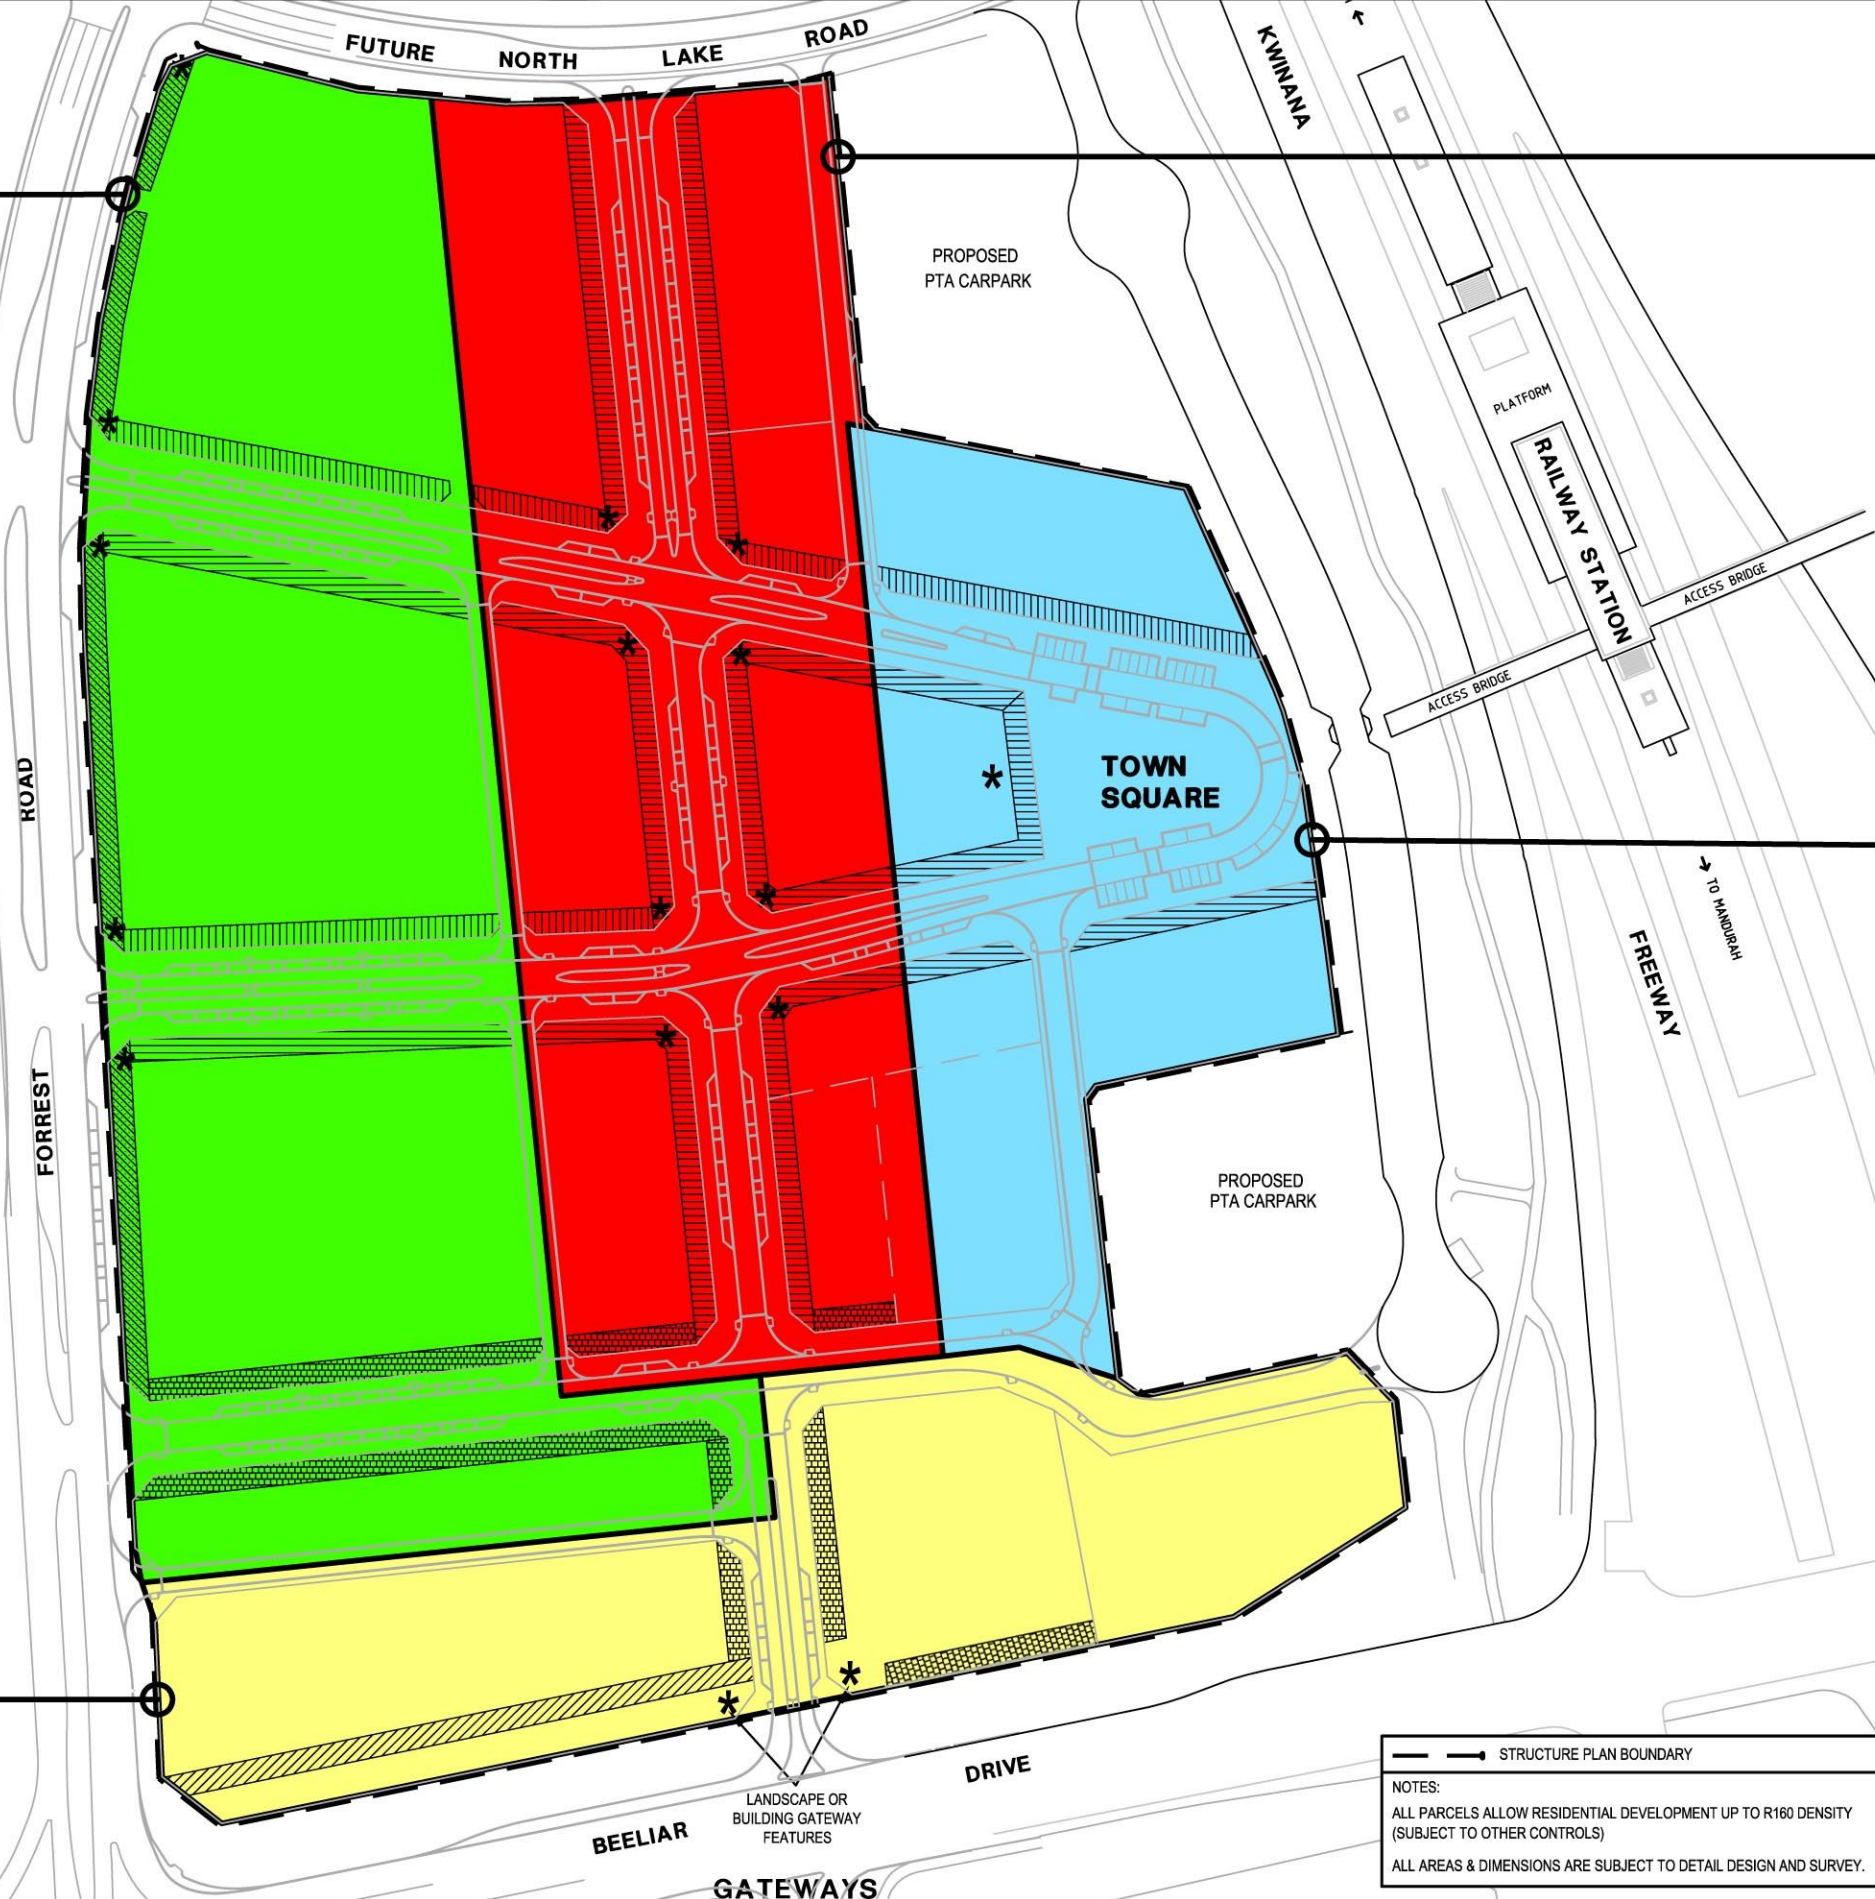 FUTURE NORTH LAKE ROAD
KWINANA
PROPOSED
PTA CARPARK
PLATFORM
RAILWAY STATION
ACCESS BRIDGE
ACCESS BRIDGE
TOWN
SQUARE
ROAD
TO MANDURAH
FREEWAY
FORREST
PROPOSED
PTA CARPARK
STRUCTURE PLAN BOUNDARY
NOTES:
ALL PARCELS ALLOW RESIDENTIAL DEVELOPMENT UP TO R160 DENSITY
(SUBJECT TO OTHER CONTROLS)
ALL AREAS & DIMENSIONS ARE SUBJECT TO DETAIL DESIGN AND SURVEY.
LANDSCAPE OR
BUILDING GATEWAY
FEATURES
BEELIAR DRIVE
GATEWAYS